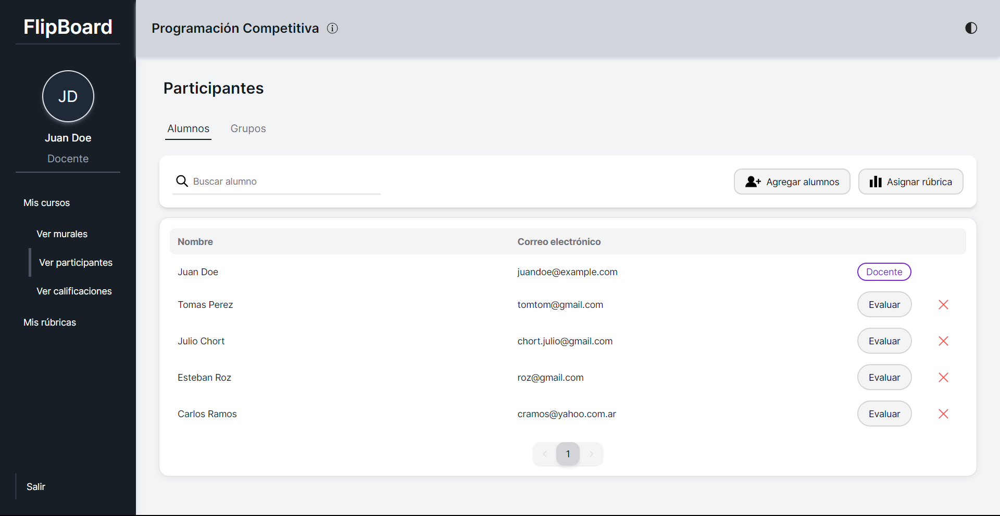 FlipBoard
JD
Juan Doe
Docente
Mis cursos
Ver murales
Ver participantes
Ver calificaciones
Mis rúbricas
Salir
Programación Competitiva
Participantes
Alumnos Grupos
Buscar alumno Agregar alumnos Asignar rúbrica
Nombre Correo electrónico
Juan Doe juandoe@example.com Docente
Tomas Perez tomtom@gmail.com Evaluar
Julio Chort chort.julio@gmail.com Evaluar
Esteban Roz roz@gmail.com Evaluar
Carlos Ramos cramos@yahoo.com.ar Evaluar
1